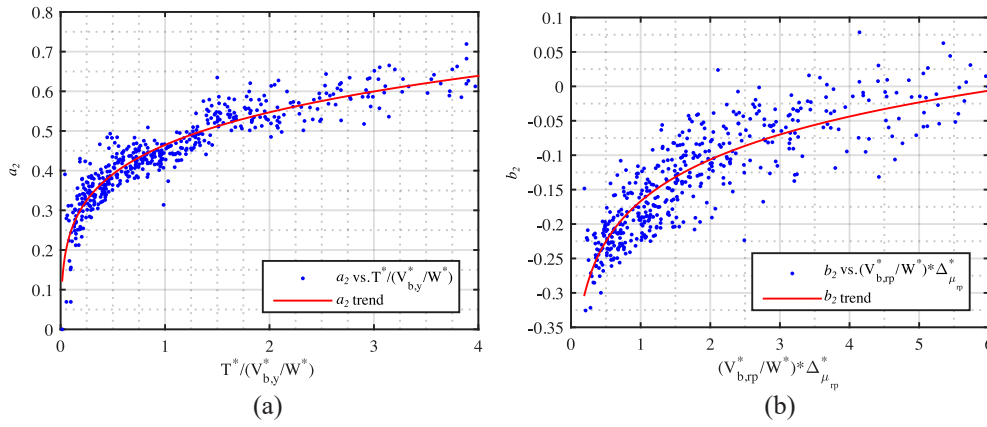 0.8
0.7
0.6
0.5
0.4
0.3
0.2
0.1
0
a₂
0 1 2 3 4
T*/(V*b,y/W*)
a₂ vs.T*/(V*b,y/W*)
a₂ trend
(a)
0.1
0.05
0
-0.05
-0.1
-0.15
-0.2
-0.25
-0.3
-0.35
b₂
0 1 2 3 4 5 6
(V*b,rp/W*)*Δ*μrp
b₂ vs.(V*b,rp/W*)*Δ*μrp
b₂ trend
(b)